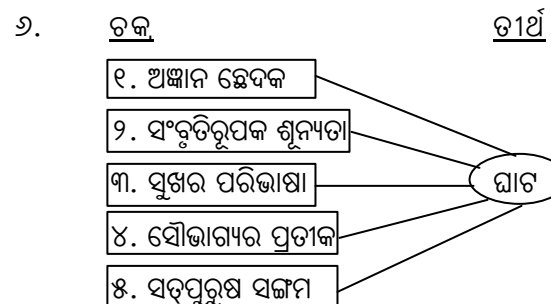 ୬. ଚକ୍ର ତୀର୍ଥ
୧. ଅଜ୍ଞାନ ଛେଦକ
୨. ସଂବୃତିରୂପକ ଶୂନ୍ୟତା
୩. ସୁଖର ପରିଭାଷା
ଘାଟ
୪. ସୌଭାଗ୍ୟର ପ୍ରତୀକ
୫. ସତ୍‌ପୁରୁଷ ସଙ୍ଗମ